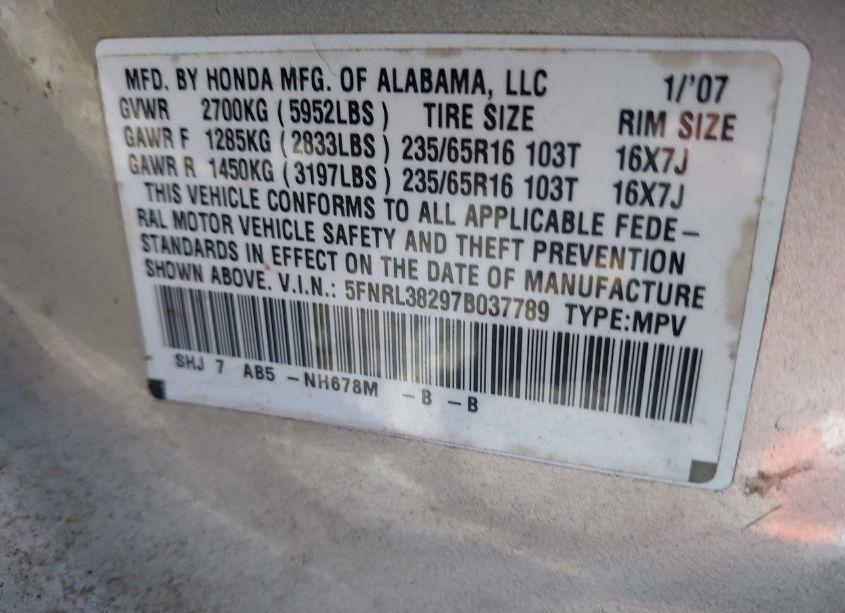 MFD. BY HONDA MFG. OF ALABAMA, LLC 1/'07
GVWR 2700KG (5952LBS) TIRE SIZE RIM SIZE
GAWR F 1285KG (2833LBS) 235/65R16 103T 16X7J
GAWR R 1450KG (3197LBS) 235/65R16 103T 16X7J
THIS VEHICLE CONFORMS TO ALL APPLICABLE FEDE-
RAL MOTOR VEHICLE SAFETY AND THEFT PREVENTION
STANDARDS IN EFFECT ON THE DATE OF MANUFACTURE
SHOWN ABOVE. V.I.N.: 5FNRL38297B037789 TYPE:MPV
SHJ 7 AB5 -NH678M -B -B